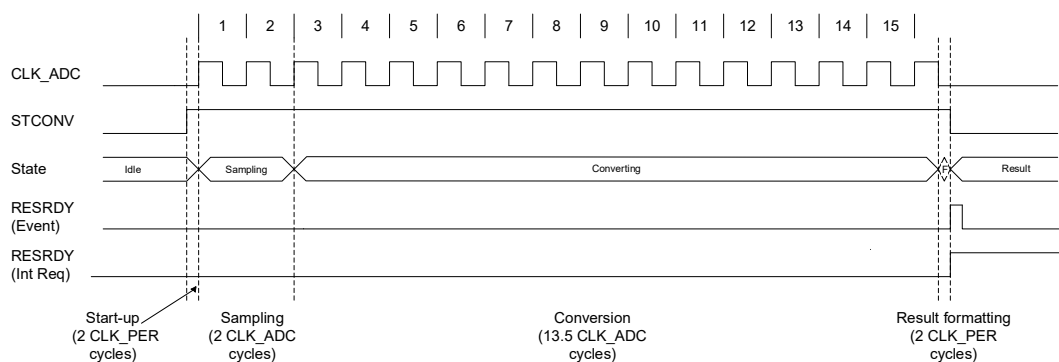 1 2 3 4 5 6 7 8 9 10 11 12 13 14 15
CLK_ADC
STCONV
State Idle Sampling Converting F Result
RESRDY
(Event)
RESRDY
(Int Req)
Start-up
(2 CLK_PER
cycles)
Sampling
(2 CLK_ADC
cycles)
Conversion
(13.5 CLK_ADC
cycles)
Result formatting
(2 CLK_PER
cycles)